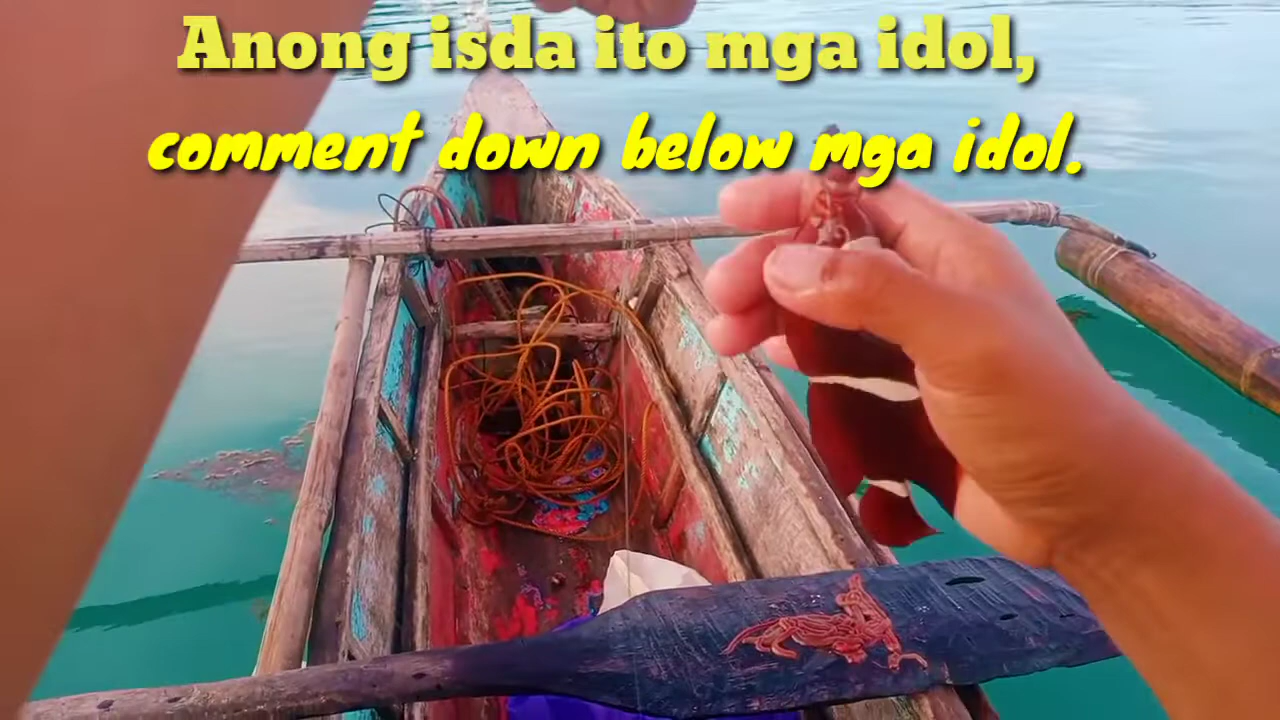 Anong isda ito mga idol,
comment down below mga idol.